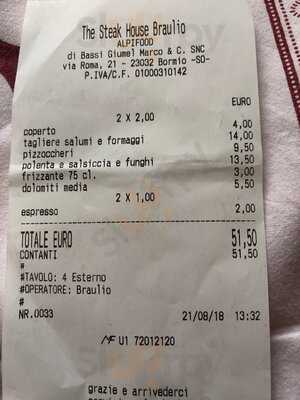 The Steak House Braulio
ALPIFOOD
di Bassi Giumel Marco & C. SNC
via Roma, 21 - 23032 Bormio -SO-
P.IVA/C.F. 01000310142
EURO
2 X 2,00
coperto 4,00
tagliere salumi e formaggi 14,00
pizzoccheri 9,50
polenta e salsiccia e funghi 13,50
frizzante 75 cl. 3,00
dolomiti media 5,50
2 X 1,00
espresso 2,00
TOTALE EURO 51,50
CONTANTI 51,50
#
#TAVOLO: 4 Esterno
#OPERATORE: Braulio
#
NR.0033 21/08/18 13:32
MF U1 72012120
grazie e arrivederci